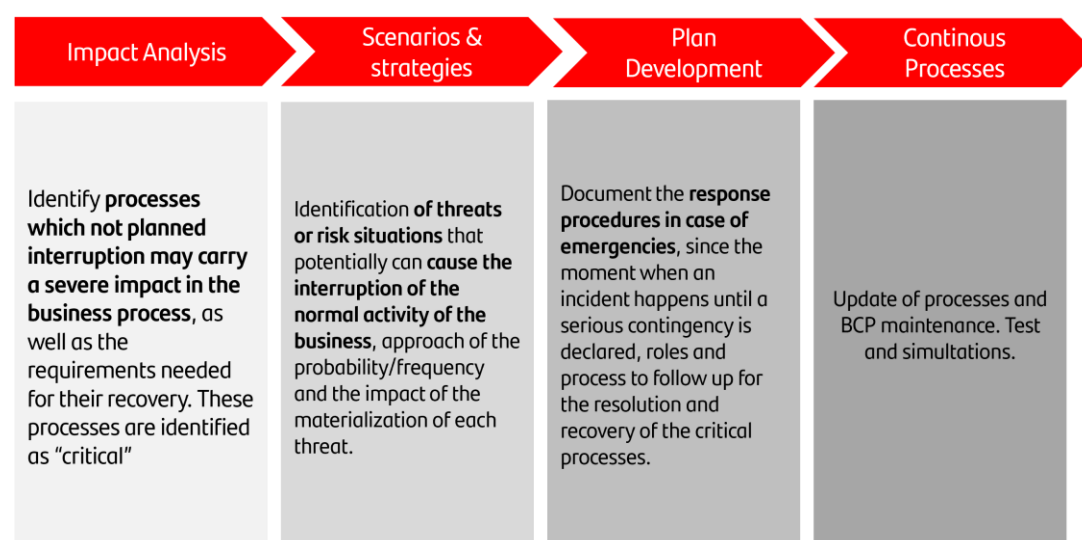 Impact Analysis
Scenarios &
strategies
Plan
Development
Continous
Processes
Identify processes
which not planned
interruption may carry
a severe impact in the
business process, as
well as the
requirements needed
for their recovery. These
processes are identified
as “critical”
Identification of threats
or risk situations that
potentially can cause the
interruption of the
normal activity of the
business, approach of the
probability/frequency
and the impact of the
materialization of each
threat.
Document the response
procedures in case of
emergencies, since the
moment when an
incident happens until a
serious contingency is
declared, roles and
process to follow up for
the resolution and
recovery of the critical
processes.
Update of processes and
BCP maintenance. Test
and simultations.